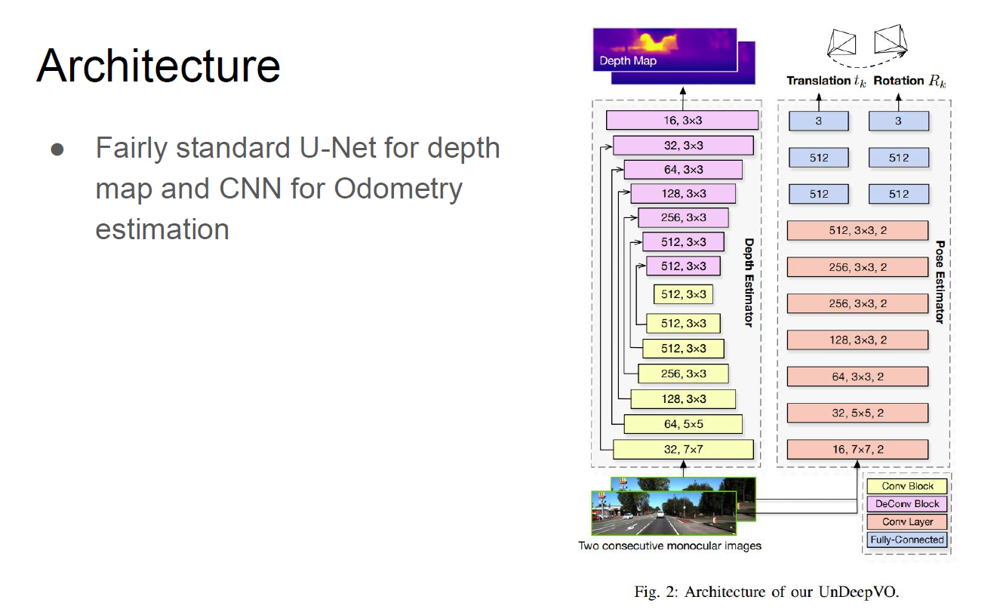 Architecture
● Fairly standard U-Net for depth
map and CNN for Odometry
estimation
Depth Map
16, 3×3
32, 3×3
64, 3×3
128, 3×3
256, 3×3
512, 3×3
512, 3×3
512, 3×3
512, 3×3
512, 3×3
256, 3×3
128, 3×3
64, 5×5
32, 7×7
Depth Estimator
Translation tₖ Rotation Rₖ
3 3
512 512
512 512
512, 3×3, 2
256, 3×3, 2
256, 3×3, 2
128, 3×3, 2
64, 3×3, 2
32, 5×5, 2
16, 7×7, 2
Pose Estimator
Two consecutive monocular images
Conv Block
DeConv Block
Conv Layer
Fully-Connected
Fig. 2: Architecture of our UnDeepVO.